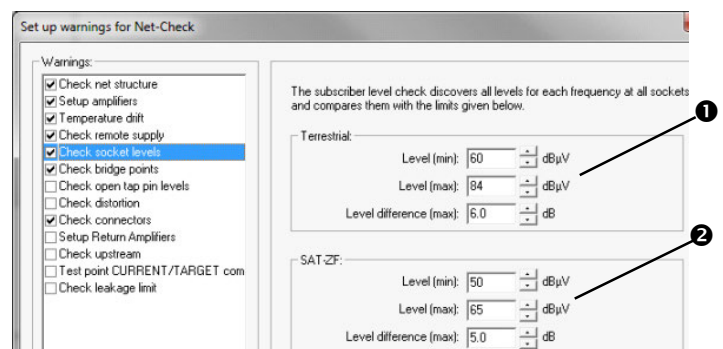 Set up warnings for Net-Check
Warnings:
Check net structure
Setup amplifiers
Temperature drift
Check remote supply
Check socket levels
Check bridge points
Check open tap pin levels
Check distortion
Check connectors
Setup Return Amplifiers
Check upstream
Test point CURRENT/TARGET com
Check leakage limit
The subscriber level check discovers all levels for each frequency at all sockets
and compares them with the limits given below.
Terrestrial:
Level (min): 60 dBµV
Level (max): 84 dBµV
Level difference (max): 6.0 dB
SAT-ZF:
Level (min): 50 dBµV
Level (max): 65 dBµV
Level difference (max): 5.0 dB
❶
❷